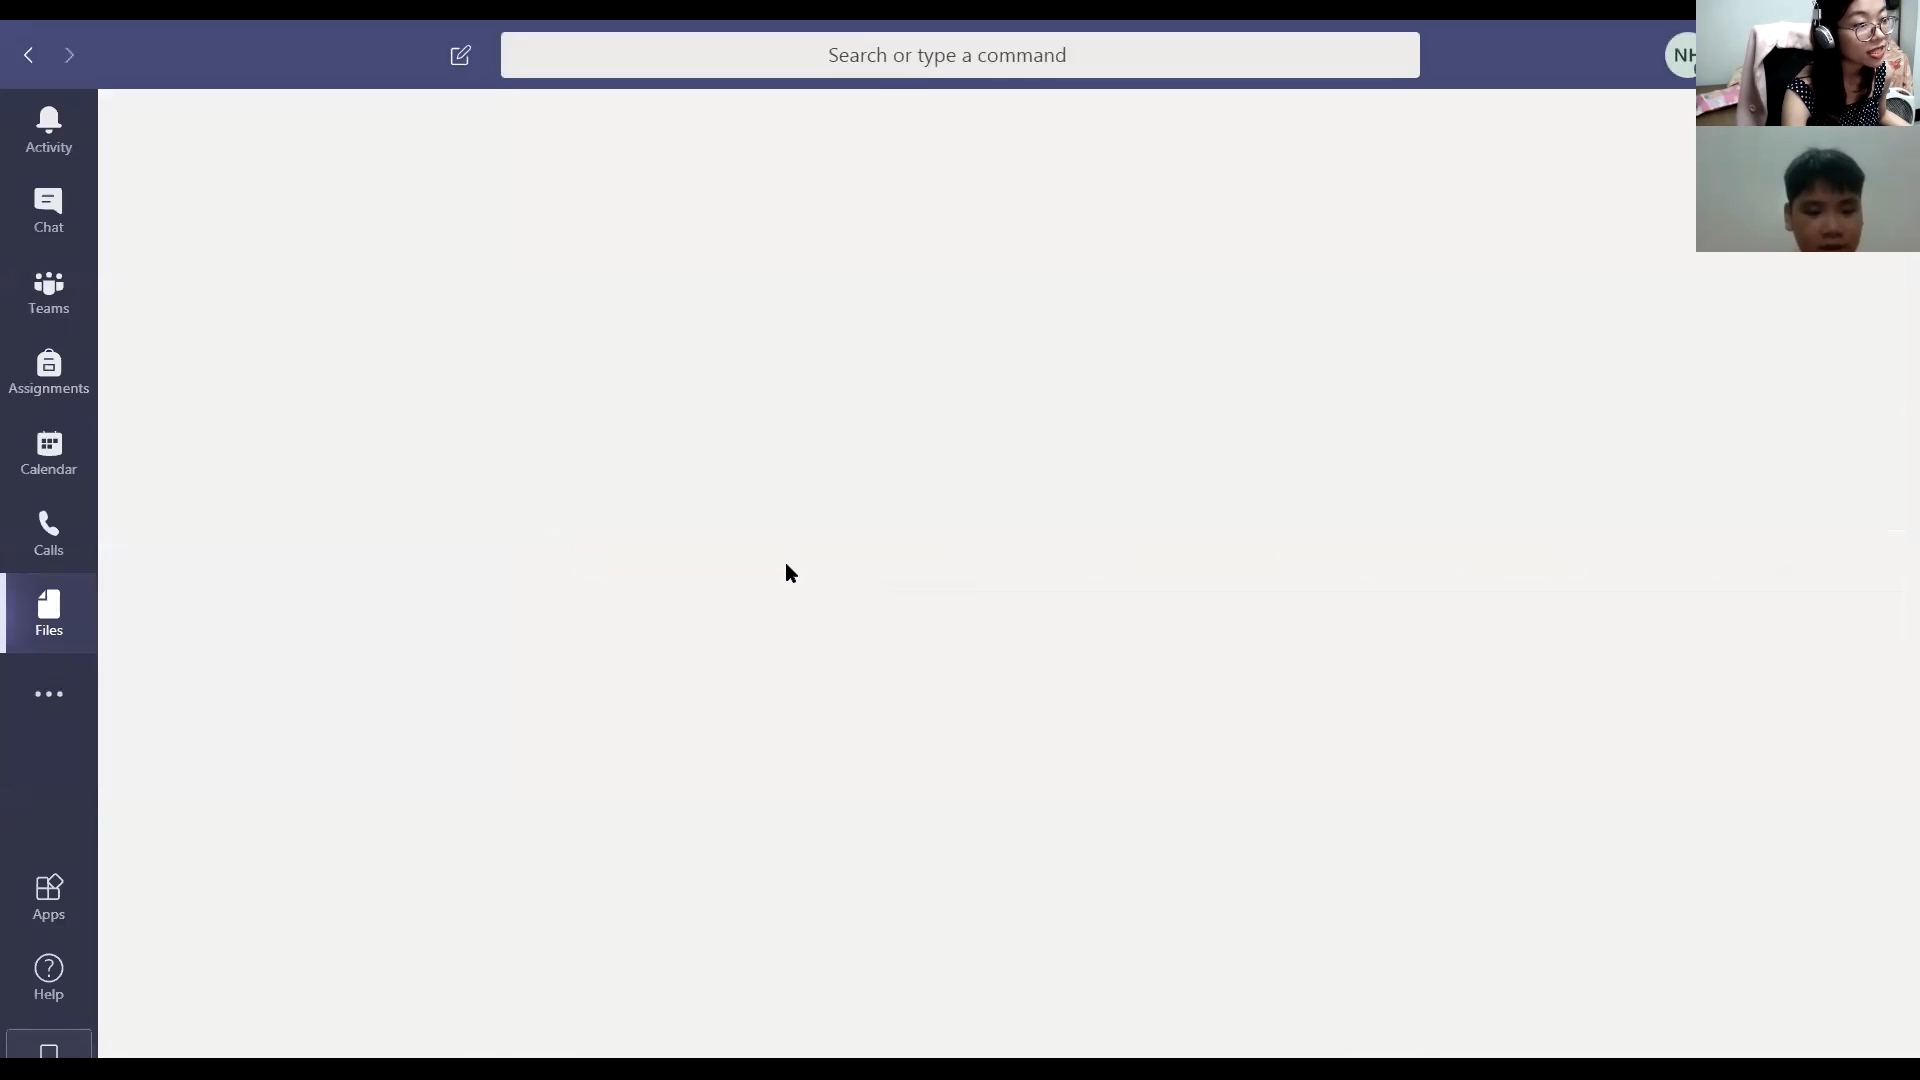 Search or type a command
NH
Activity
Chat
Teams
Assignments
Calendar
Calls
Files
Apps
Help